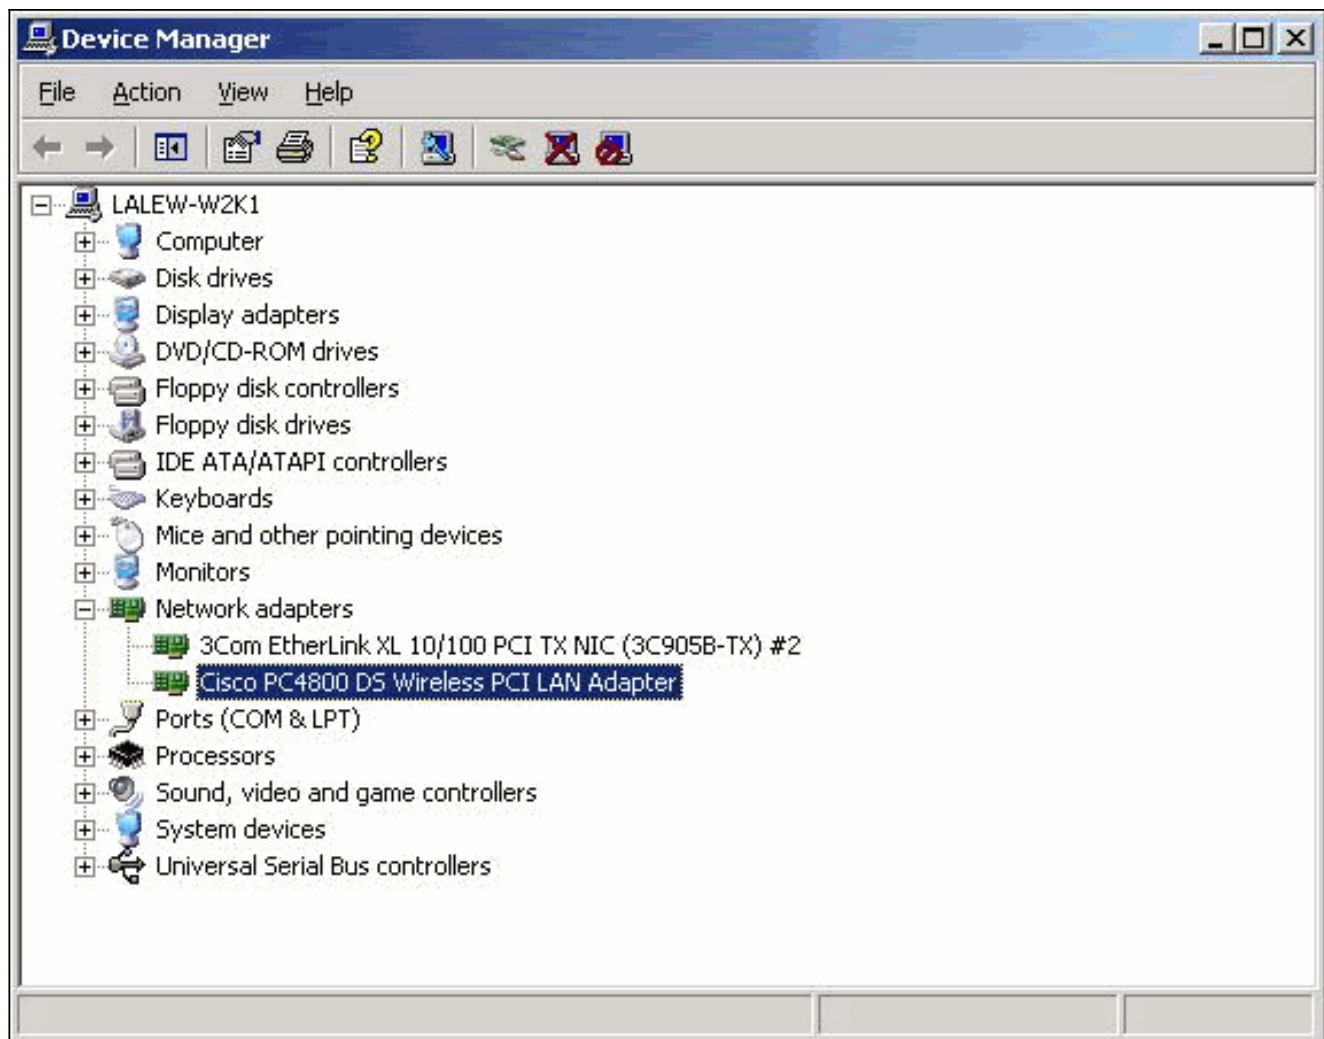 Device Manager
File Action View Help
LALEW-W2K1
Computer
Disk drives
Display adapters
DVD/CD-ROM drives
Floppy disk controllers
Floppy disk drives
IDE ATA/ATAPI controllers
Keyboards
Mice and other pointing devices
Monitors
Network adapters
3Com EtherLink XL 10/100 PCI TX NIC (3C905B-TX) #2
Cisco PC4800 DS Wireless PCI LAN Adapter
Ports (COM & LPT)
Processors
Sound, video and game controllers
System devices
Universal Serial Bus controllers